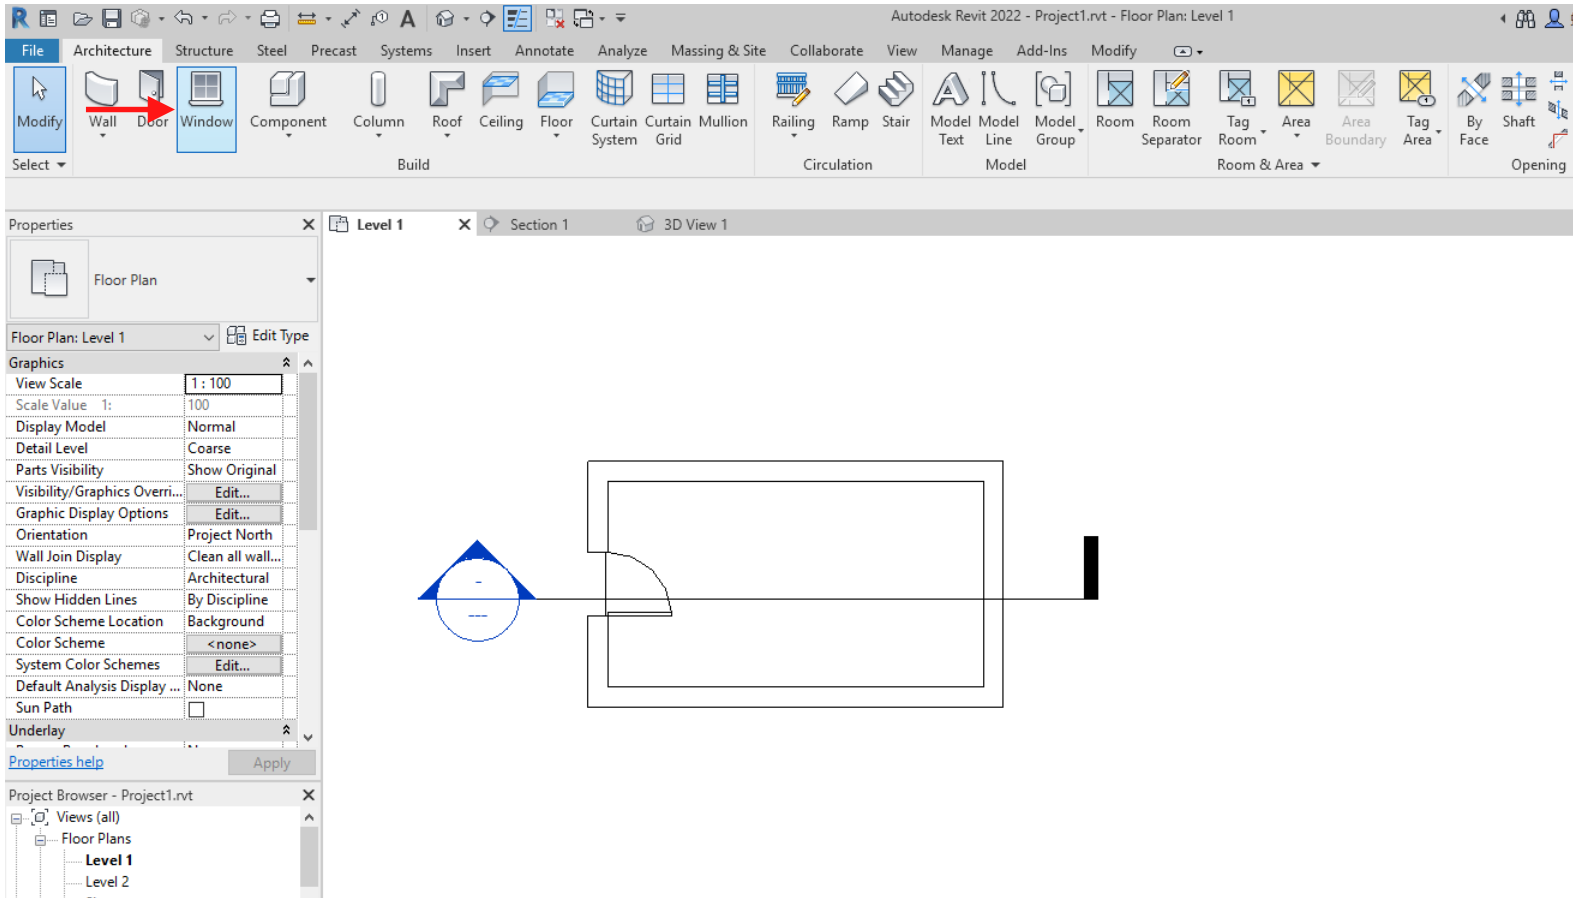 Autodesk Revit 2022 - Project1.rvt - Floor Plan: Level 1
File Architecture Structure Steel Precast Systems Insert Annotate Analyze Massing & Site Collaborate View Manage Add-Ins Modify
Modify Wall Door Window Component Column Roof Ceiling Floor Curtain System Curtain Grid Mullion Railing Ramp Stair Model Text Model Line Model Group Room Room Separator Tag Room Area Area Boundary Tag Area By Face Shaft
Select Build Circulation Model Room & Area Opening
Properties
Level 1 Section 1 3D View 1
Floor Plan
Floor Plan: Level 1 Edit Type
Graphics
View Scale 1 : 100
Scale Value 1: 100
Display Model Normal
Detail Level Coarse
Parts Visibility Show Original
Visibility/Graphics Overri... Edit...
Graphic Display Options Edit...
Orientation Project North
Wall Join Display Clean all wall...
Discipline Architectural
Show Hidden Lines By Discipline
Color Scheme Location Background
Color Scheme <none>
System Color Schemes Edit...
Default Analysis Display ... None
Sun Path
Underlay
Properties help Apply
Project Browser - Project1.rvt
Views (all)
Floor Plans
Level 1
Level 2